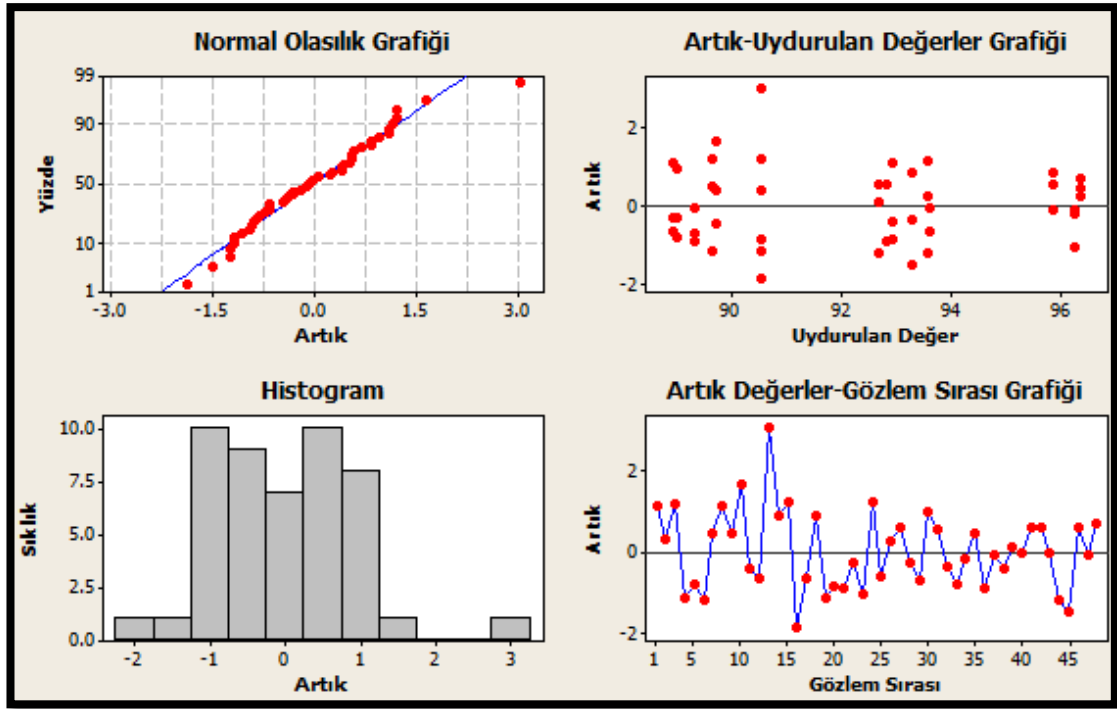 Normal Olasılık Grafiği
Yüzde
99
90
50
10
1
-3.0 -1.5 0.0 1.5 3.0
Artık
Artık-Uydurulan Değerler Grafiği
Artık
2
0
-2
90 92 94 96
Uydurulan Değer
Histogram
Sıklık
10.0
7.5
5.0
2.5
0.0
-2 -1 0 1 2 3
Artık
Artık Değerler-Gözlem Sırası Grafiği
Artık
2
0
-2
1 5 10 15 20 25 30 35 40 45
Gözlem Sırası